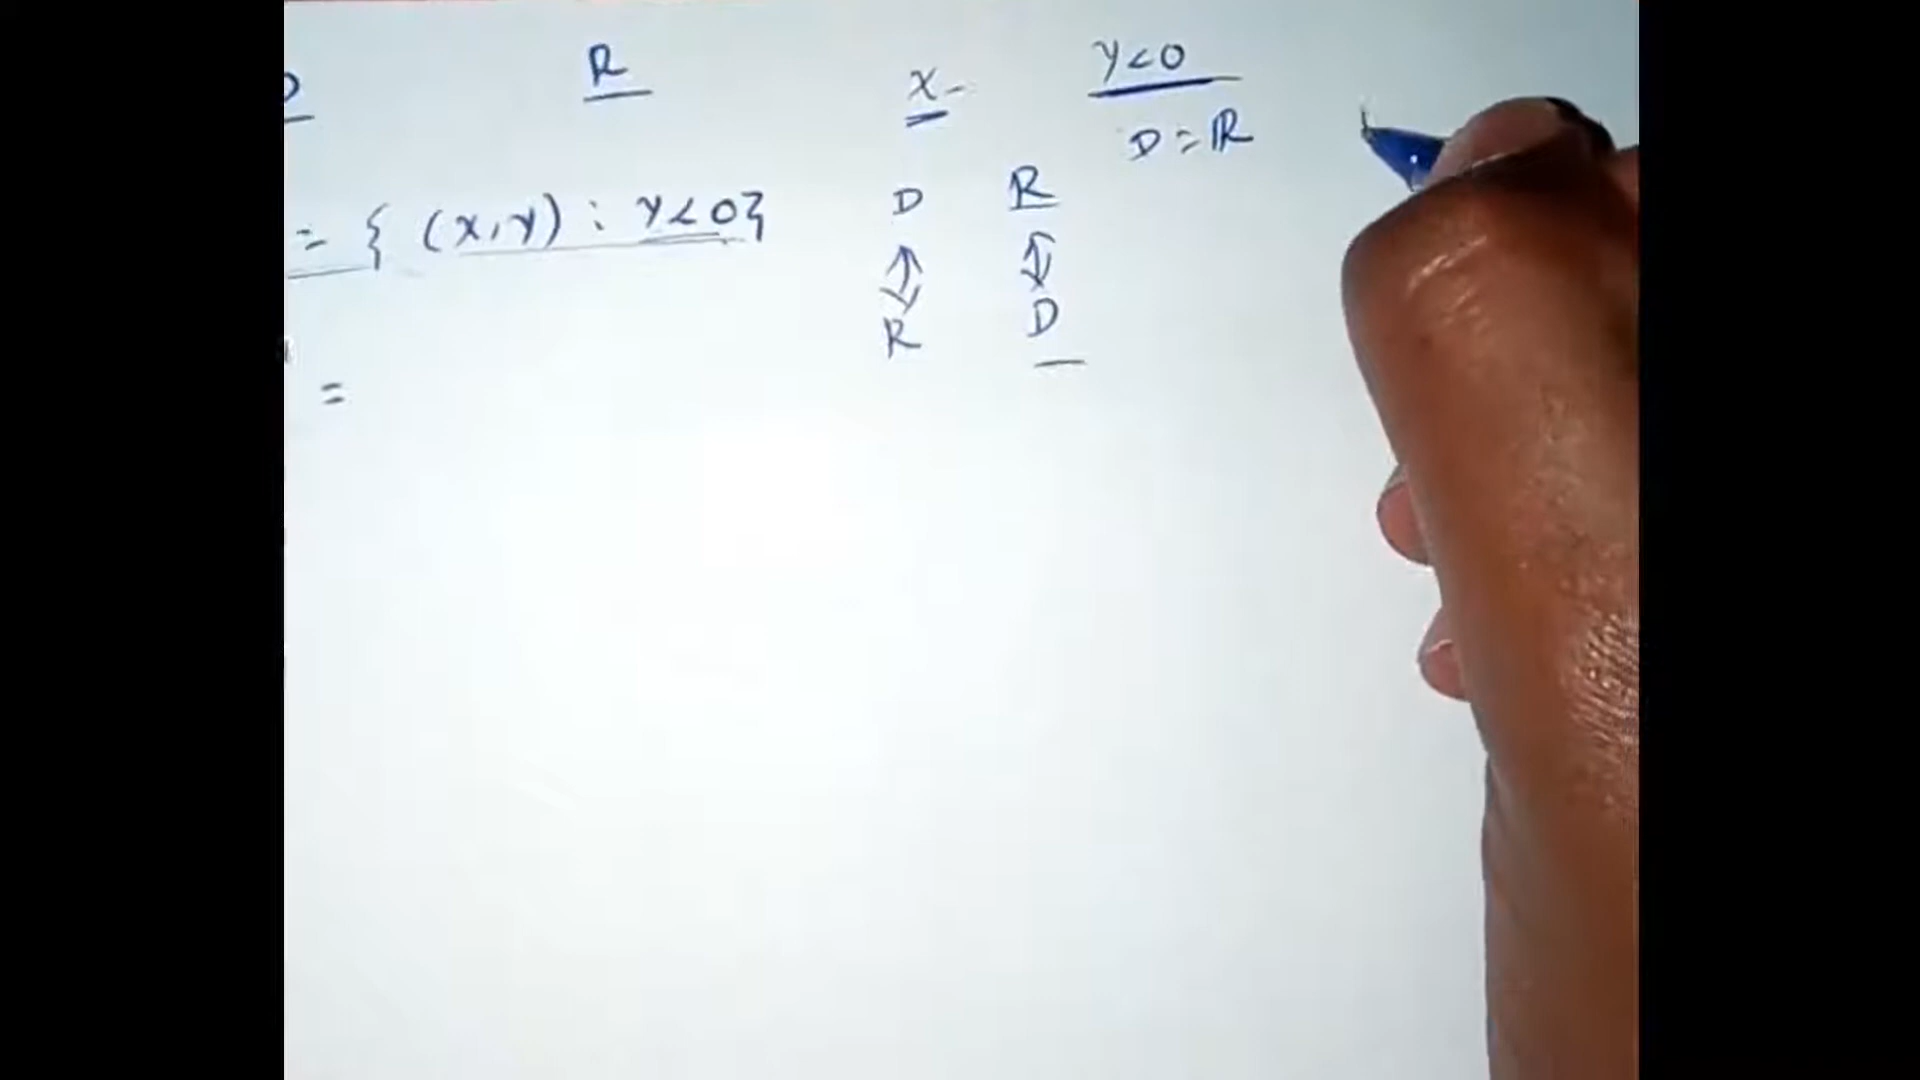 D R x- y<0
D = ℝ
= { (x,y) : y<0}
D R
R D
=